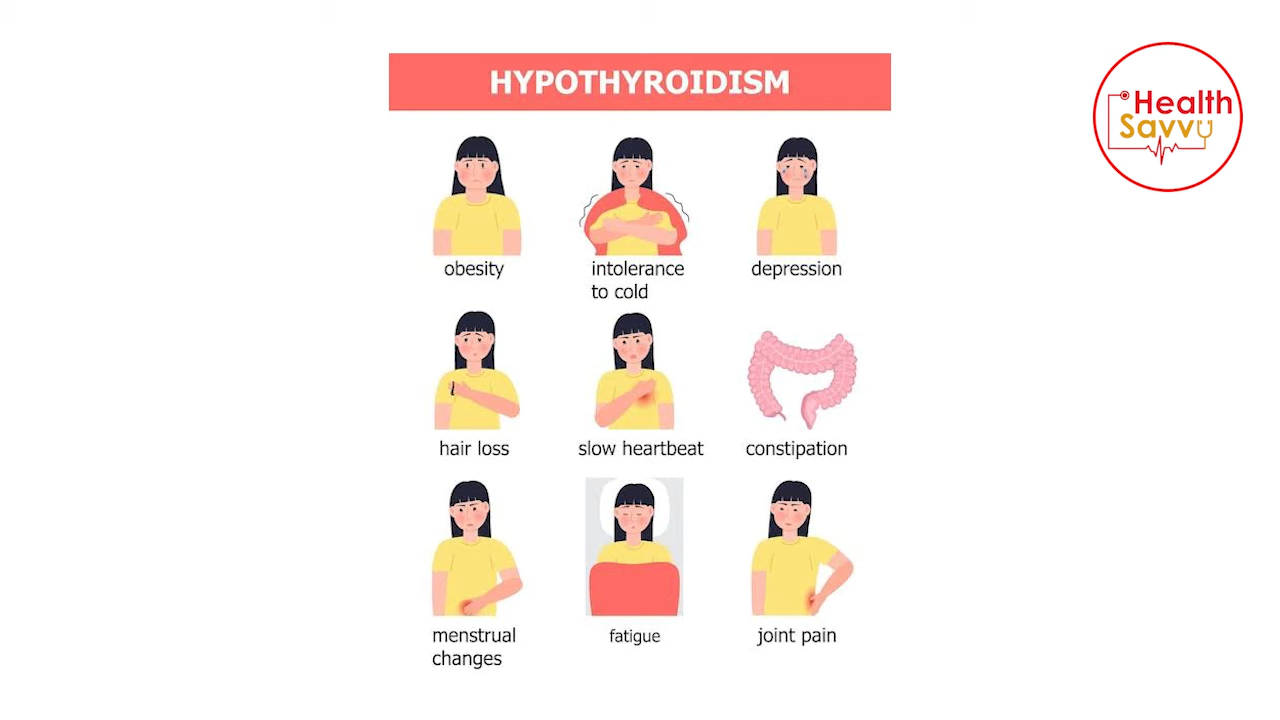 HYPOTHYROIDISM
Health
Savvy
obesity
intolerance
to cold
depression
hair loss
slow heartbeat
constipation
menstrual
changes
fatigue
joint pain